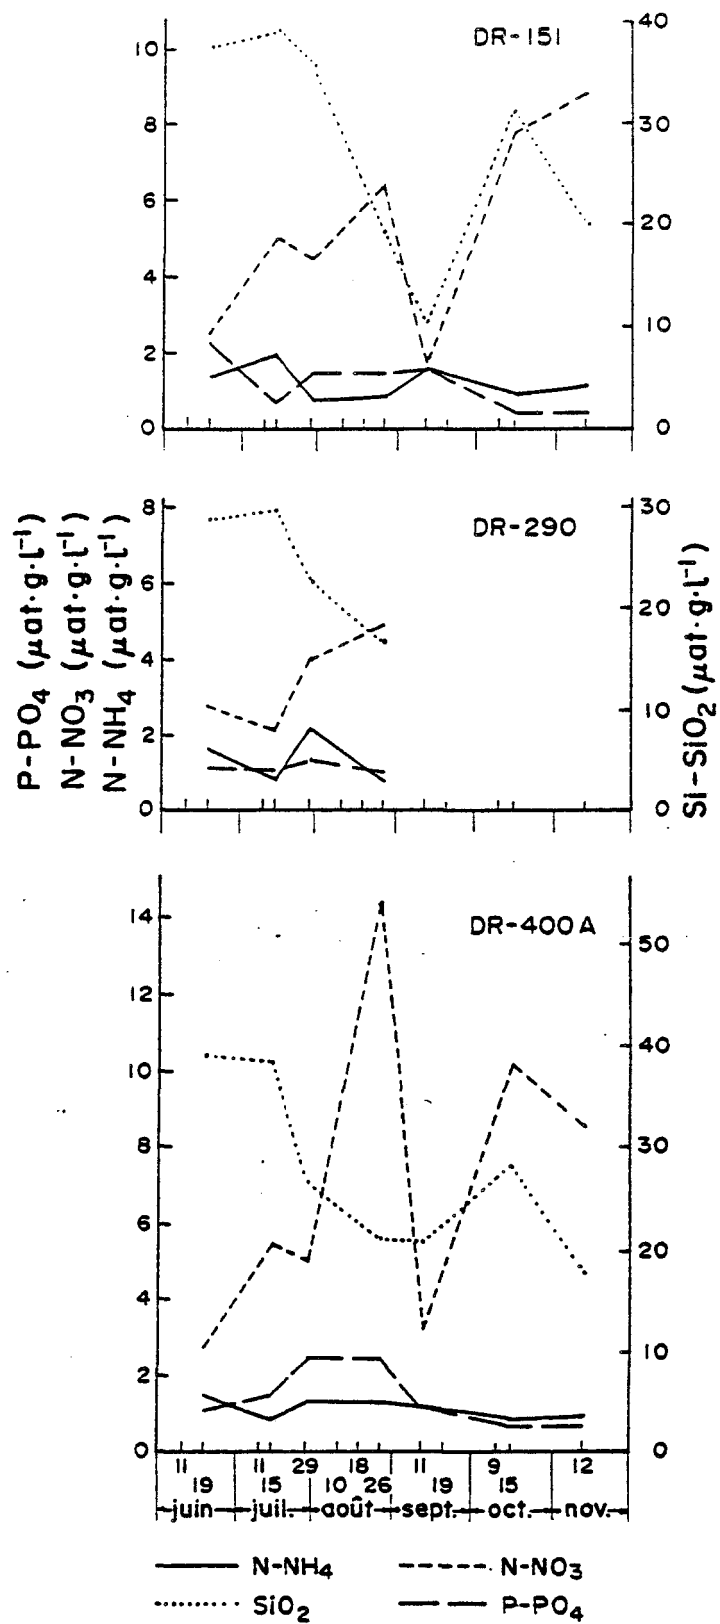 DR-151
10
8
6
4
2
0
40
30
20
10
0
P-PO4 (µat·g·l⁻¹)
N-NO3 (µat·g·l⁻¹)
N-NH4 (µat·g·l⁻¹)
Si-SiO2 (µat·g·l⁻¹)
DR-290
8
6
4
2
0
30
20
10
0
DR-400A
14
12
10
8
6
4
2
0
50
40
30
20
10
0
11 11 29 18 11 9 12
19 15 10 26 19 15
juin juil. août sept. oct. nov.
N-NH4 N-NO3
SiO2 P-PO4